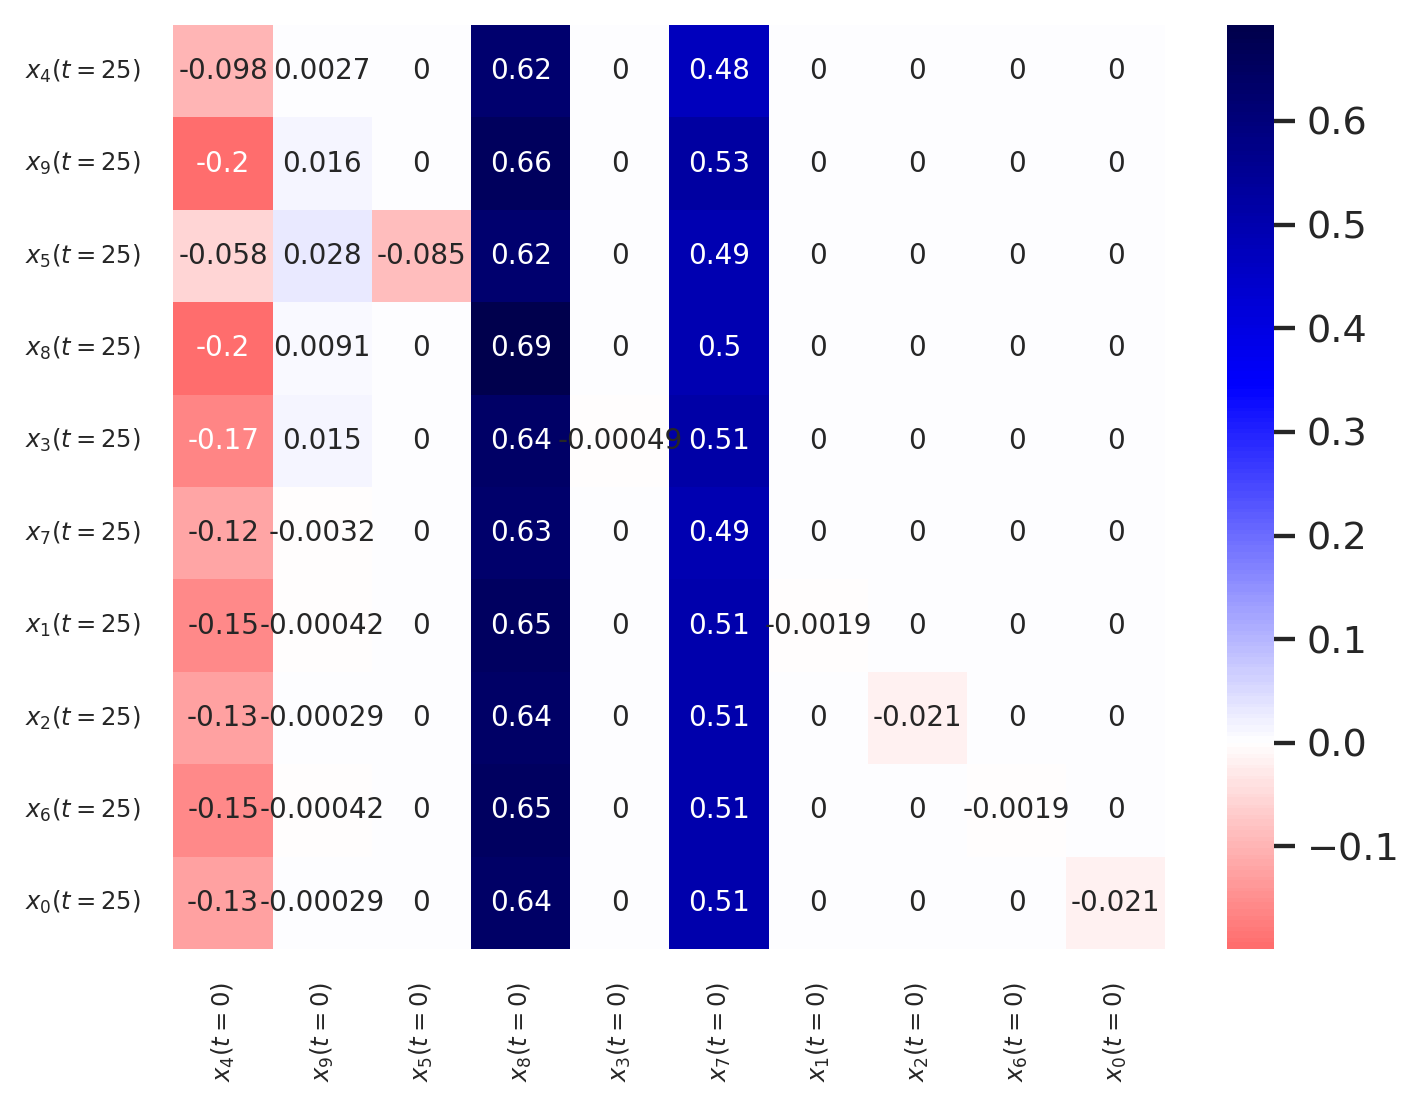 x₄(t = 25) -0.098 0.0027 0 0.62 0 0.48 0 0 0 0
x₉(t = 25) -0.2 0.016 0 0.66 0 0.53 0 0 0 0
x₅(t = 25) -0.058 0.028 -0.085 0.62 0 0.49 0 0 0 0
x₈(t = 25) -0.2 0.0091 0 0.69 0 0.5 0 0 0 0
x₃(t = 25) -0.17 0.015 0 0.64 -0.00049 0.51 0 0 0 0
x₇(t = 25) -0.12 -0.0032 0 0.63 0 0.49 0 0 0 0
x₁(t = 25) -0.15 -0.00042 0 0.65 0 0.51 -0.0019 0 0 0
x₂(t = 25) -0.13 -0.00029 0 0.64 0 0.51 0 -0.021 0 0
x₆(t = 25) -0.15 -0.00042 0 0.65 0 0.51 0 0 -0.0019 0
x₀(t = 25) -0.13 -0.00029 0 0.64 0 0.51 0 0 0 -0.021
x₄(t = 0) x₉(t = 0) x₅(t = 0) x₈(t = 0) x₃(t = 0) x₇(t = 0) x₁(t = 0) x₂(t = 0) x₆(t = 0) x₀(t = 0)
0.6
0.5
0.4
0.3
0.2
0.1
0.0
−0.1